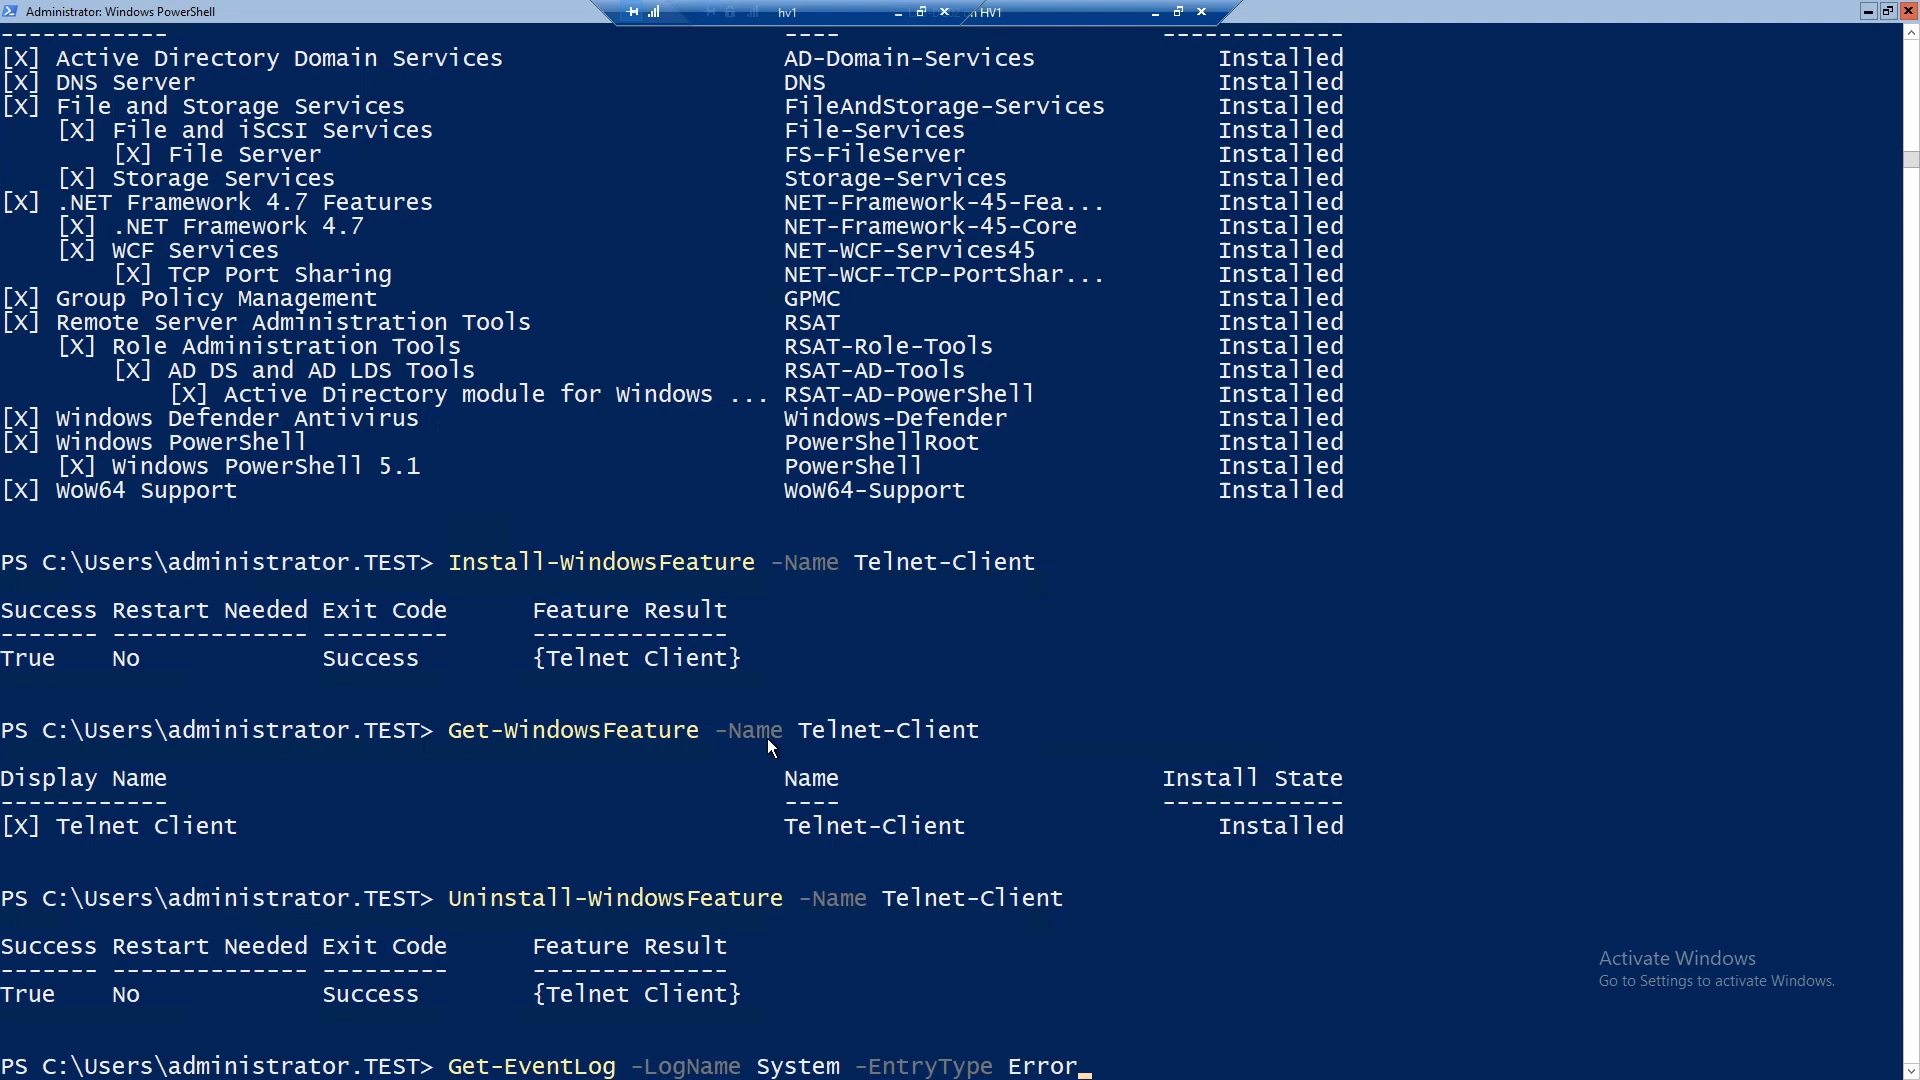 Administrator: Windows PowerShell
hv1
HV1
------------ ---- -------------
[X] Active Directory Domain Services AD-Domain-Services Installed
[X] DNS Server DNS Installed
[X] File and Storage Services FileAndStorage-Services Installed
[X] File and iSCSI Services File-Services Installed
[X] File Server FS-FileServer Installed
[X] Storage Services Storage-Services Installed
[X] .NET Framework 4.7 Features NET-Framework-45-Fea... Installed
[X] .NET Framework 4.7 NET-Framework-45-Core Installed
[X] WCF Services NET-WCF-Services45 Installed
[X] TCP Port Sharing NET-WCF-TCP-PortShar... Installed
[X] Group Policy Management GPMC Installed
[X] Remote Server Administration Tools RSAT Installed
[X] Role Administration Tools RSAT-Role-Tools Installed
[X] AD DS and AD LDS Tools RSAT-AD-Tools Installed
[X] Active Directory module for Windows ... RSAT-AD-PowerShell Installed
[X] Windows Defender Antivirus Windows-Defender Installed
[X] Windows PowerShell PowerShellRoot Installed
[X] Windows PowerShell 5.1 PowerShell Installed
[X] WoW64 Support WoW64-Support Installed
PS C:\Users\administrator.TEST> Install-WindowsFeature -Name Telnet-Client
Success Restart Needed Exit Code Feature Result
------- -------------- --------- --------------
True No Success {Telnet Client}
PS C:\Users\administrator.TEST> Get-WindowsFeature -Name Telnet-Client
Display Name Name Install State
------------ ---- -------------
[X] Telnet Client Telnet-Client Installed
PS C:\Users\administrator.TEST> Uninstall-WindowsFeature -Name Telnet-Client
Success Restart Needed Exit Code Feature Result
------- -------------- --------- --------------
True No Success {Telnet Client}
Activate Windows
Go to Settings to activate Windows.
PS C:\Users\administrator.TEST> Get-EventLog -LogName System -EntryType Error